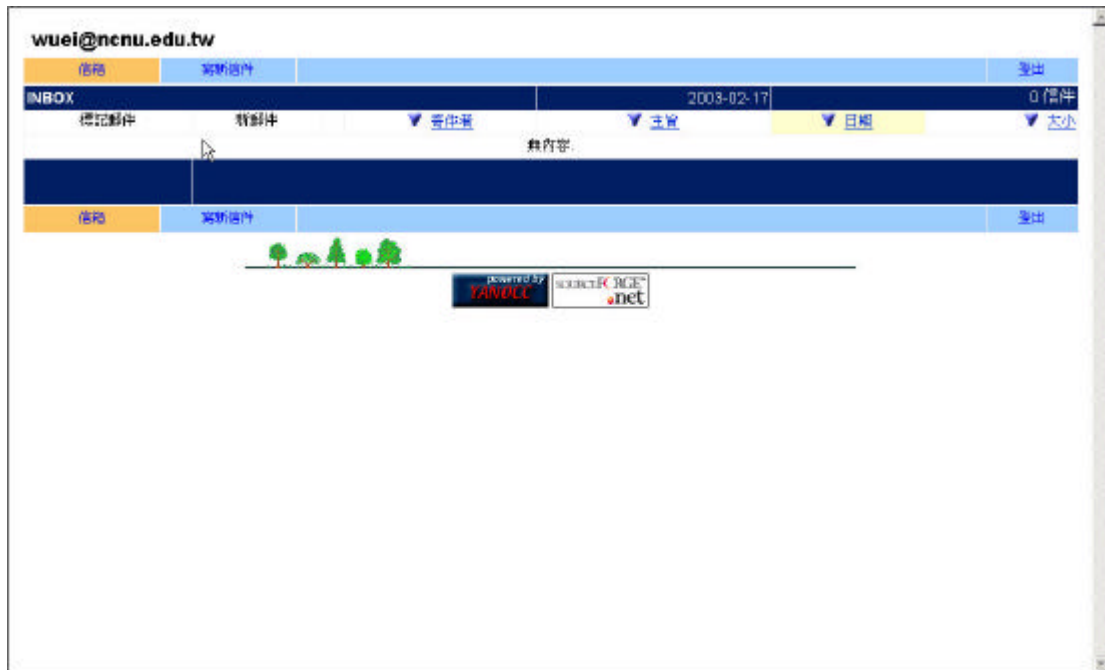 wuei@ncnu.edu.tw
信箱 寫新信件 登出
INBOX 2003-02-17 0 信件
標記郵件 新郵件 寄件者 主旨 日期 大小
無內容.
信箱 寫新信件 登出
powered by
SOURCEFORGE™
.net